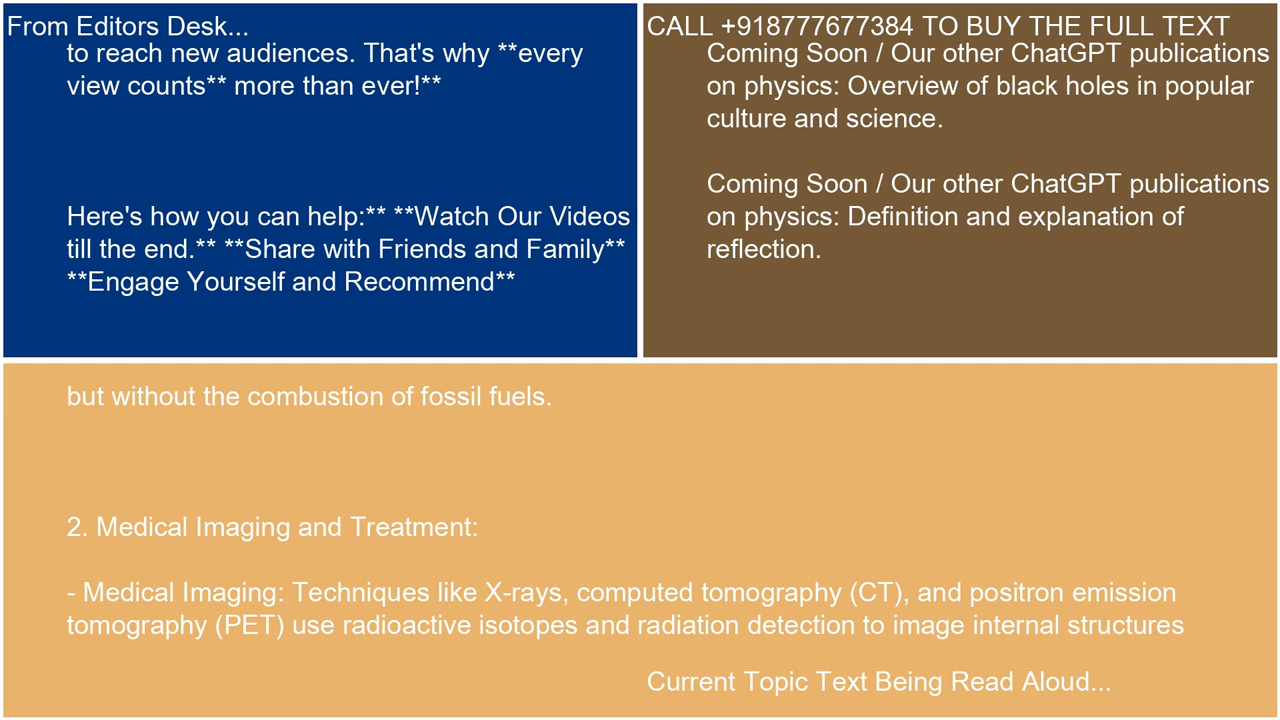 From Editors Desk...
to reach new audiences. That's why **every
view counts** more than ever!**
Here's how you can help:** **Watch Our Videos
till the end.** **Share with Friends and Family**
**Engage Yourself and Recommend**
CALL +918777677384 TO BUY THE FULL TEXT
Coming Soon / Our other ChatGPT publications
on physics: Overview of black holes in popular
culture and science.
Coming Soon / Our other ChatGPT publications
on physics: Definition and explanation of
reflection.
but without the combustion of fossil fuels.
2. Medical Imaging and Treatment:
- Medical Imaging: Techniques like X-rays, computed tomography (CT), and positron emission
tomography (PET) use radioactive isotopes and radiation detection to image internal structures
Current Topic Text Being Read Aloud...